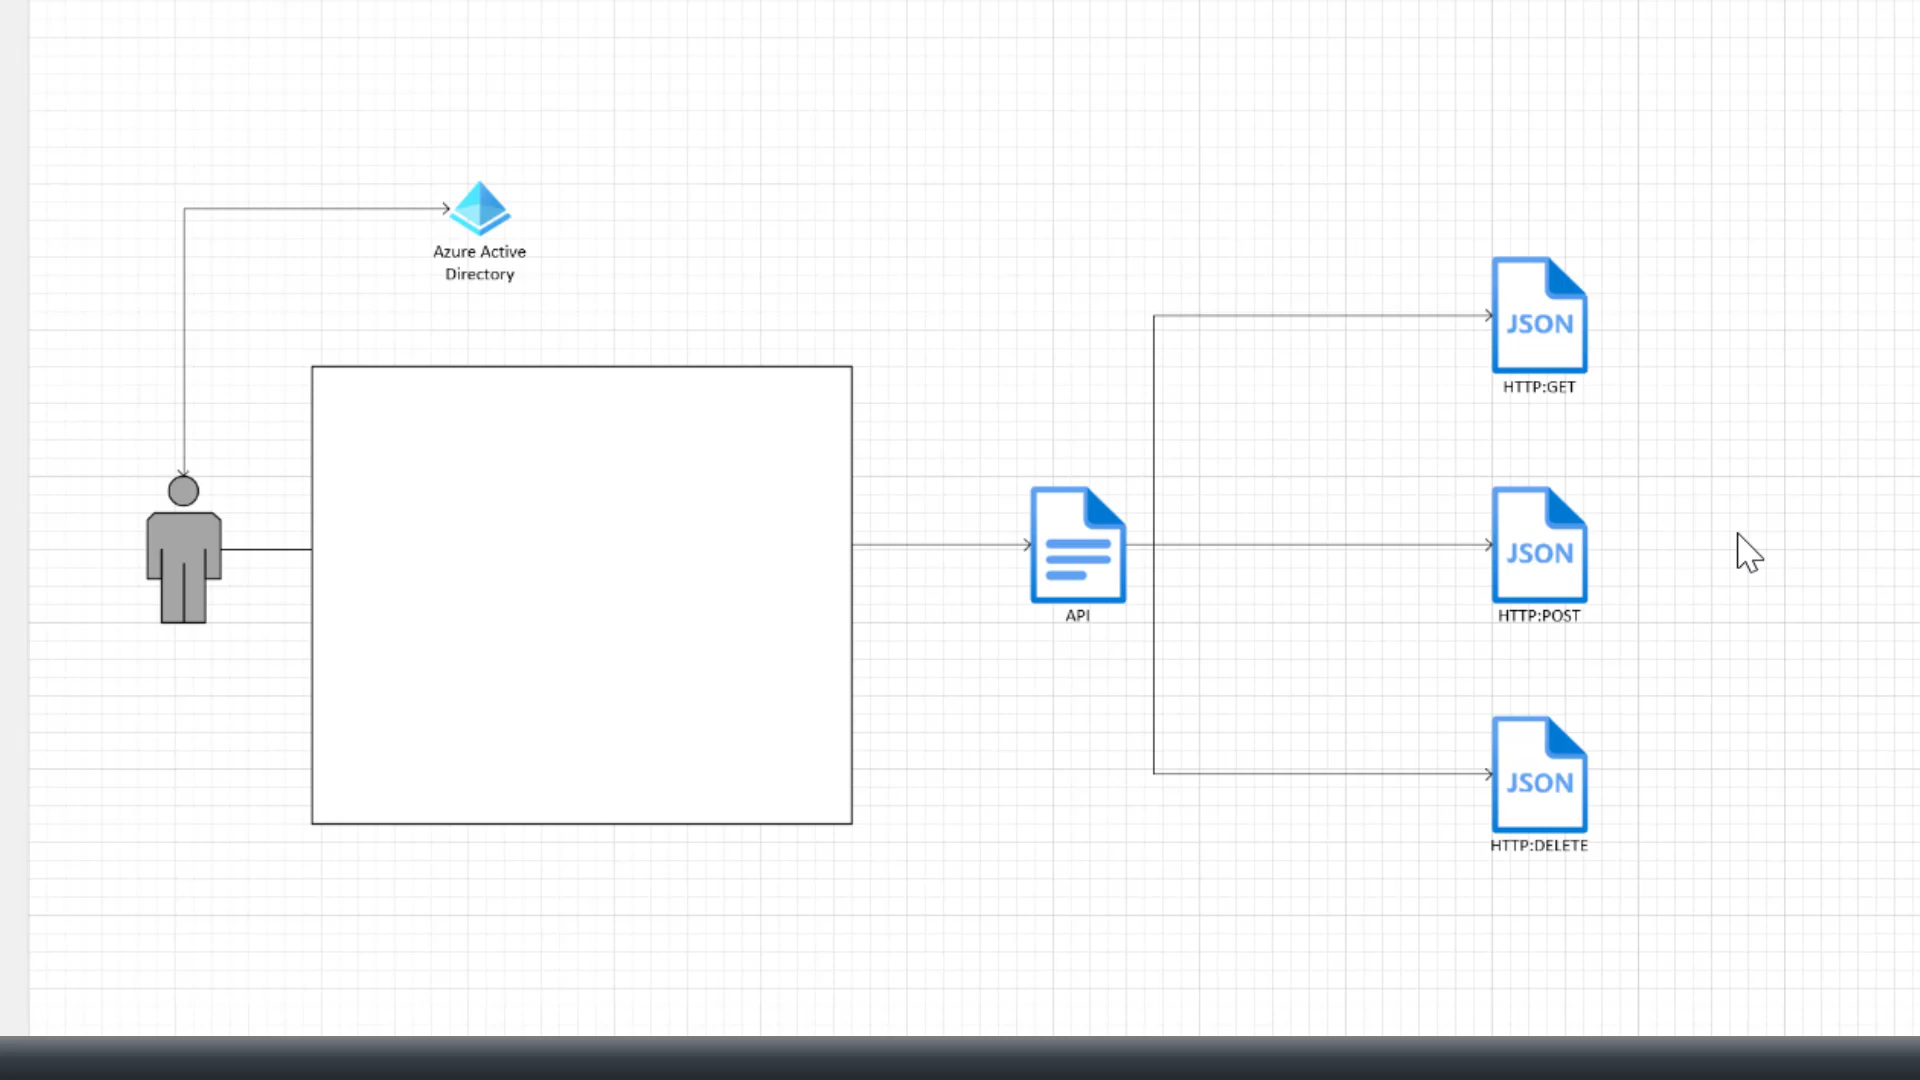 Azure Active
Directory
JSON
HTTP:GET
API
JSON
HTTP:POST
JSON
HTTP:DELETE